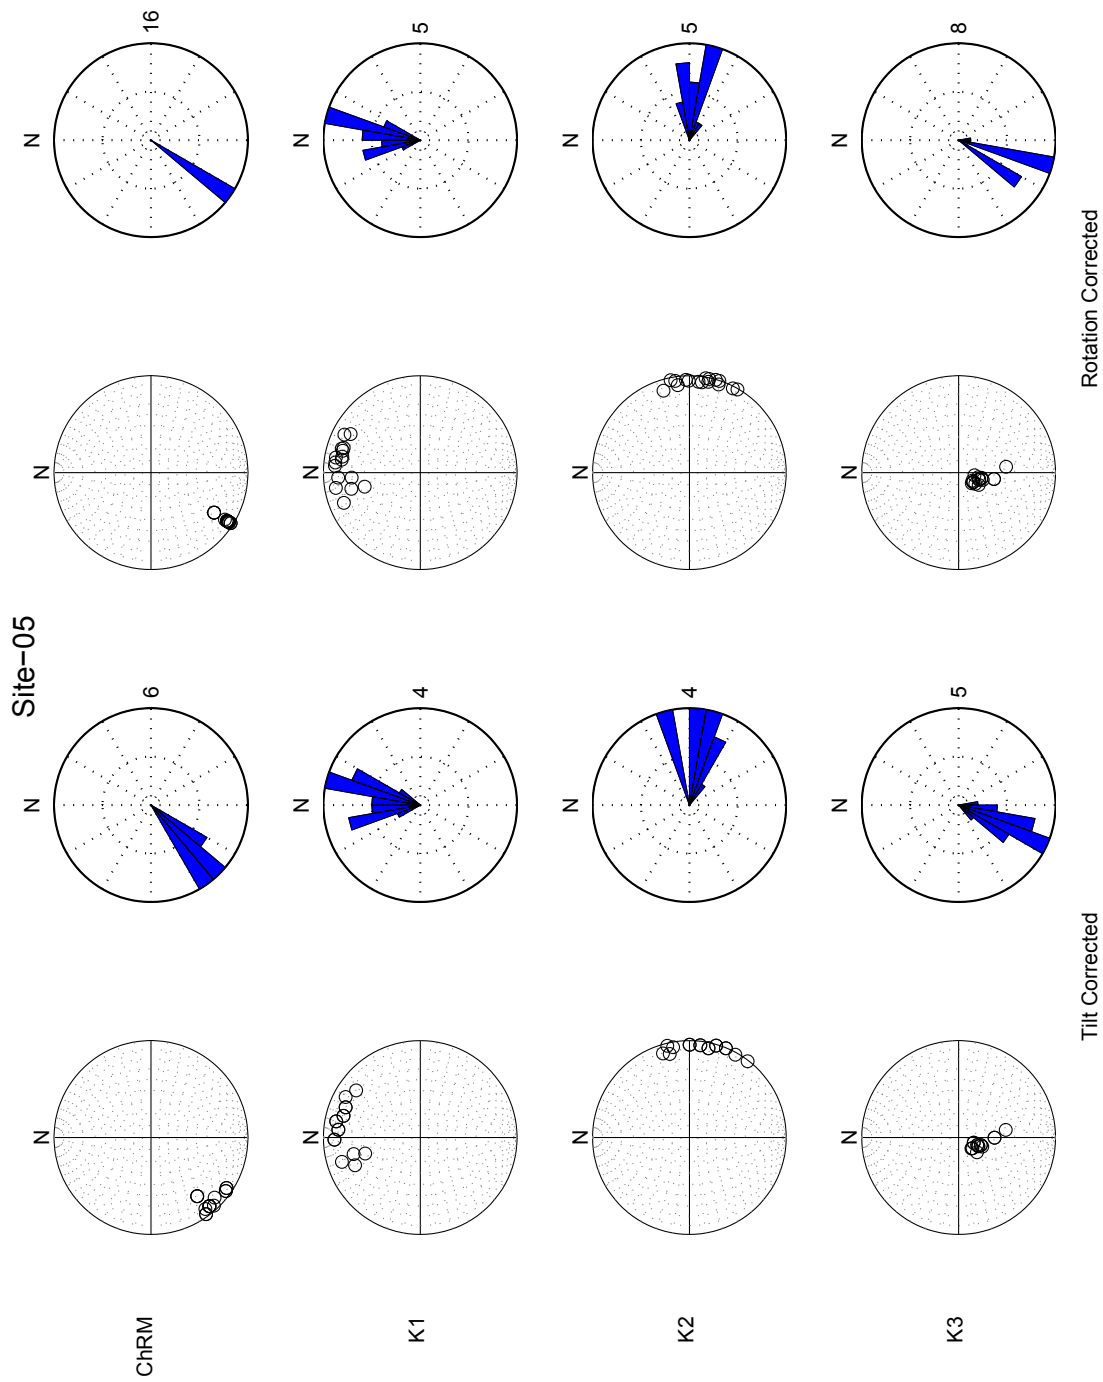 Site−05
N N N N
ChRM 6 16
N N N N
K1 4 5
N N N N
K2 4 5
N N N N
K3 5 8
Tilt Corrected
Rotation Corrected